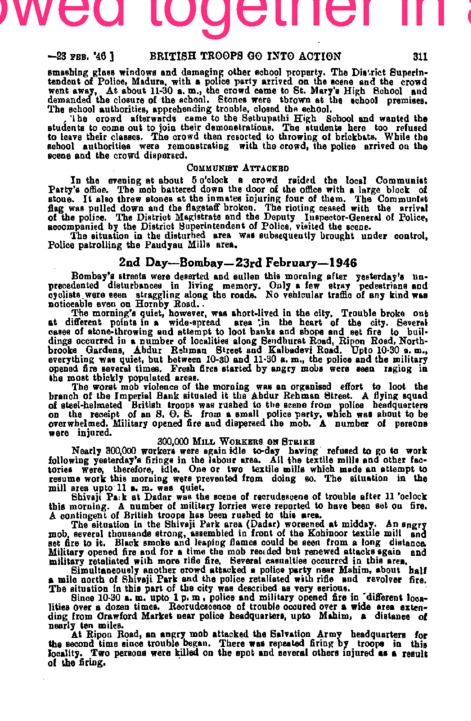 owed together in a
—23 FEB. '46 ] BRITISH TROOPS GO INTO ACTION 311
smashing glass windows and damaging other school property. The District Superin-
tendent of Police, Madura, with a police party arrived on the scene and the crowd
went away. At about 11-30 a. m., the crowd came to St. Mary's High School and
demanded the closure of the school. Stones were thrown at the school premises.
The school authorities, apprehending trouble, closed the school.
The crowd afterwards came to the Sethupathi High School and wanted the
students to come out to join their demonstrations. The students here too refused
to leave their classes. The crowd then resorted to throwing of brickbats. While the
school authorities were remonstrating with the crowd, the police arrived on the
scene and the crowd dispersed.
COMMUNIST ATTACKED
In the evening at about 5 o'clock a crowd raided the local Communist
Party's office. The mob battered down the door of the office with a large block of
stone. It also threw stones at the inmates injuring four of them. The Communist
flag was pulled down and the flagstaff broken. The rioting ceased with the arrival
of the police. The District Magistrate and the Deputy Inspector-General of Police,
accompanied by the District Superintendent of Police, visited the scene.
The situation in the disturbed area was subsequently brought under control,
Police patrolling the Paudyau Mills area.
2nd Day—Bombay—23rd February—1946
Bombay's streets were deserted and sullen this morning after yesterday's un-
precedented disturbances in living memory. Only a few stray pedestrians and
cyclists were seen straggling along the roads. No vehicular traffic of any kind was
noticeable even on Hornby Road.
The morning's quiet, however, was short-lived in the city. Trouble broke out
at different points in a wide-spread area in the heart of the city. Several
cases of stone-throwing and attempt to loot banks and shops and set fire to buil-
dings occurred in a number of localities along Sendhurst Road, Ripon Road, North-
brooke Gardens, Abdur Rehman Street and Kalbadevi Road. Upto 10-30 a. m.,
everything was quiet, but between 10-30 and 11-30 a. m., the police and the military
opened fire several times. Fresh fires started by angry mobs were seen raging in
the most thickly populated areas.
The worst mob violence of the morning was an organised effort to loot the
branch of the Imperial Bank situated it the Abdur Rehman Street. A flying squad
of steel-helmeted British troops was rushed to the scene from police headquarters
on the receipt of an S. O. S. from a small police party, which was about to be
overwhelmed. Military opened fire and dispersed the mob. A number of persons
were injured.
300,000 MILL WORKERS ON STRIKE
Nearly 300,000 workers were again idle to-day having refused to go to work
following yesterday's firings in the labour area. All the textile mills and other fac-
tories were, therefore, idle. One or two textile mills which made an attempt to
resume work this morning were prevented from doing so. The situation in the
mill area upto 11 a. m. was quiet.
Shivaji Park at Dadar was the scene of recrudescence of trouble after 11 'oclock
this morning. A number of military lorries were reported to have been set on fire.
A contingent of British troops has been rushed to this area.
The situation in the Shivaji Park area (Dadar) worsened at midday. An angry
mob, several thousande strong, assembled in front of the Kohinoor textile mill and
set fire to it. Black smoke and leaping flames could be seen from a long distance.
Military opened fire and for a time the mob receded but renewed attacks again and
military retaliated with more rifle fire. Several casualties occurred in this area.
Simultaneously another crowd attacked a police party near Mahim, about half
a mile north of Shivaji Park and the police retaliated with rifle and revolver fire.
The situation in this part of the city was described as very serious.
Since 10-30 a. m. upto 1 p. m, police and military opened fire in different loca-
lities over a dozen times. Recrudescence of trouble occured over a wide area exten-
ding from Crawford Market near police headquarters, upto Mahim, a distance of
nearly ten miles.
At Ripon Road, an angry mob attacked the Salvation Army headquarters for
the second time since trouble began. There was repeated firing by troops in this
locality. Two persons were killed on the spot and several others injured as a result
of the firing.